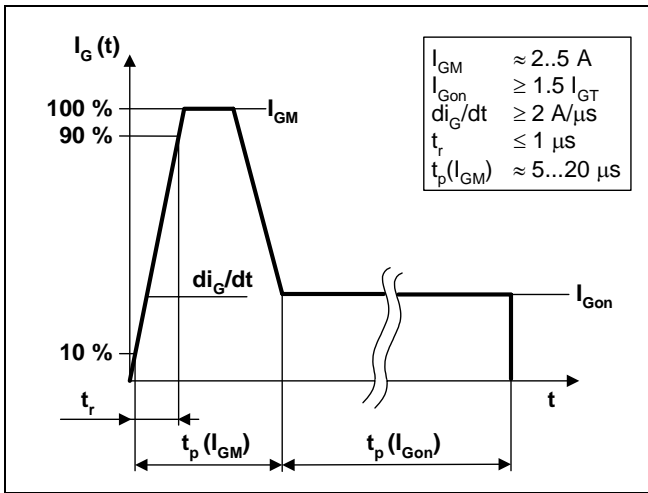 I_G (t)
100 %
90 %
10 %
I_GM
di_G/dt
I_Gon
t_r
t
t_p (I_GM)
t_p (I_Gon)
I_GM ≈ 2..5 A
I_Gon ≥ 1.5 I_GT
di_G/dt ≥ 2 A/μs
t_r ≤ 1 μs
t_p(I_GM) ≈ 5...20 μs